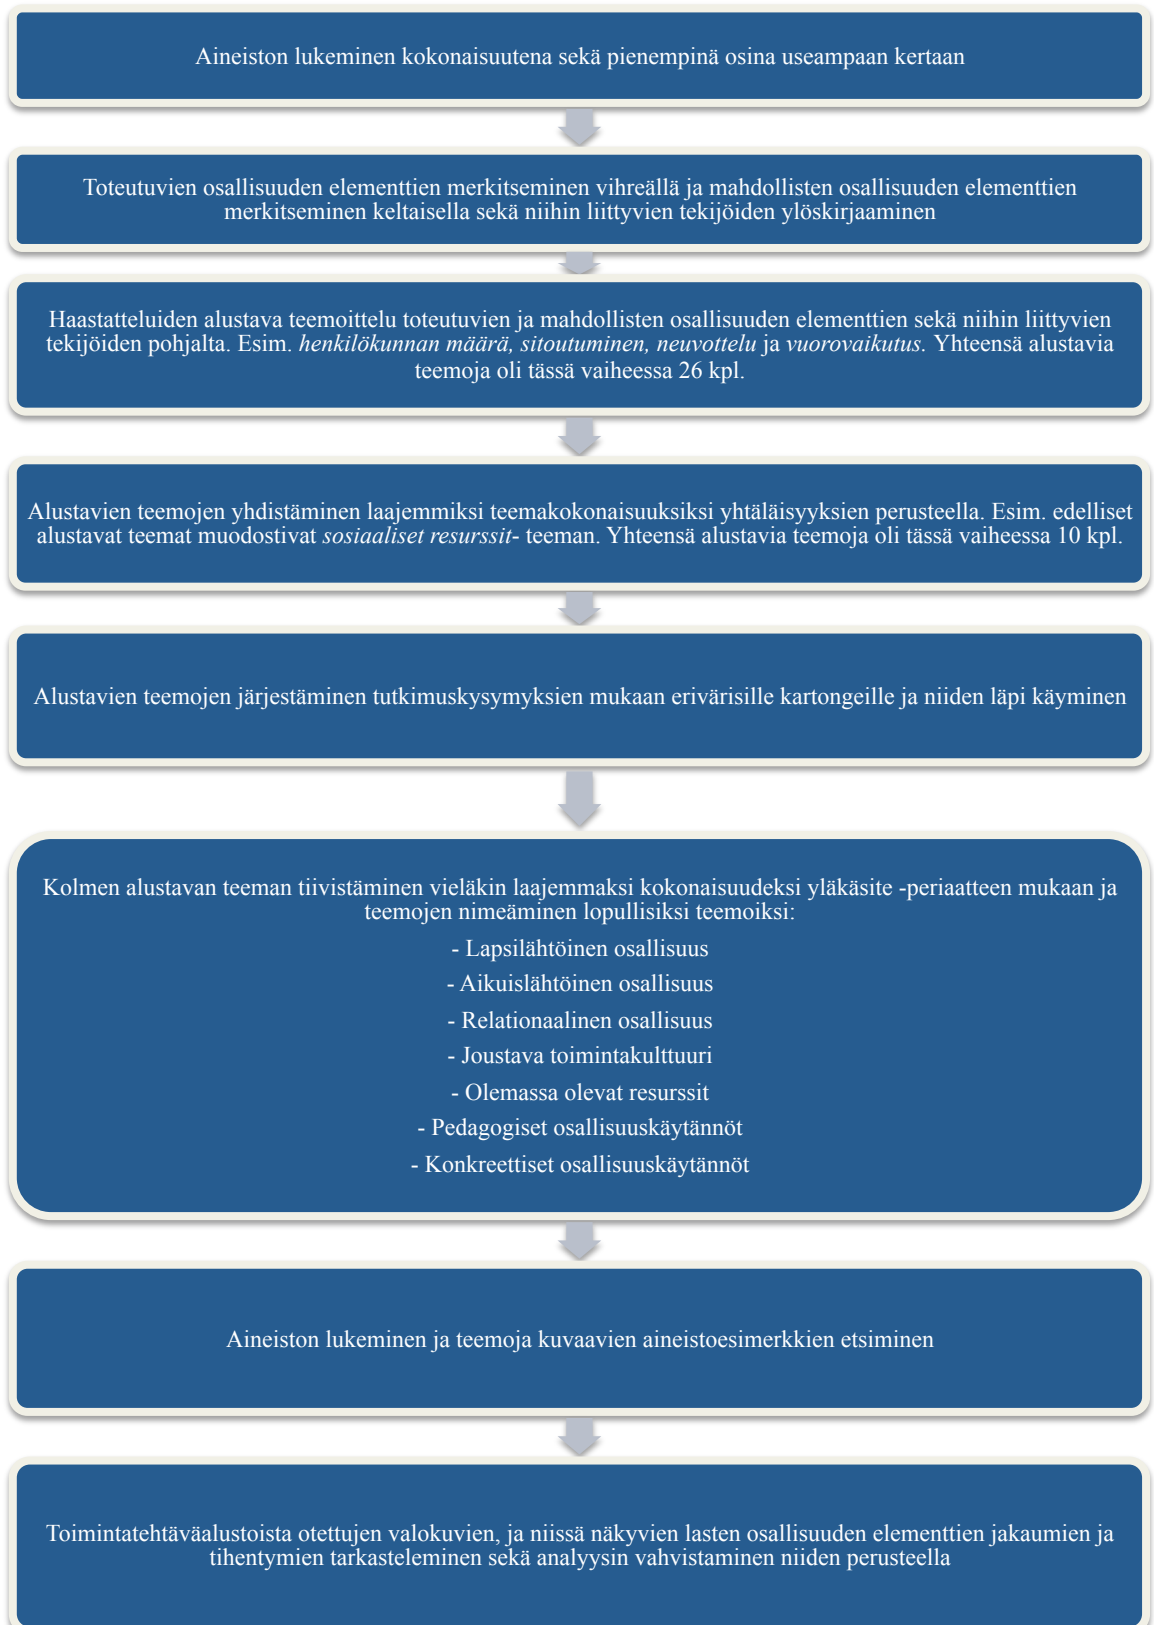 Aineiston lukeminen kokonaisuutena sekä pienempinä osina useampaan kertaan
Toteutuvien osallisuuden elementtien merkitseminen vihreällä ja mahdollisten osallisuuden elementtien
merkitseminen keltaisella sekä niihin liittyvien tekijöiden ylöskirjaaminen
Haastatteluiden alustava teemoittelu toteutuvien ja mahdollisten osallisuuden elementtien sekä niihin liittyvien
tekijöiden pohjalta. Esim. henkilökunnan määrä, sitoutuminen, neuvottelu ja vuorovaikutus. Yhteensä alustavia
teemoja oli tässä vaiheessa 26 kpl.
Alustavien teemojen yhdistäminen laajemmiksi teemakokonaisuuksiksi yhtäläisyyksien perusteella. Esim. edelliset
alustavat teemat muodostivat sosiaaliset resurssit- teeman. Yhteensä alustavia teemoja oli tässä vaiheessa 10 kpl.
Alustavien teemojen järjestäminen tutkimuskysymyksien mukaan erivärisille kartongeille ja niiden läpi käyminen
Kolmen alustavan teeman tiivistäminen vieläkin laajemmaksi kokonaisuudeksi yläkäsite -periaatteen mukaan ja
teemojen nimeäminen lopullisiksi teemoiksi:
- Lapsilähtöinen osallisuus
- Aikuislähtöinen osallisuus
- Relationaalinen osallisuus
- Joustava toimintakulttuuri
- Olemassa olevat resurssit
- Pedagogiset osallisuuskäytännöt
- Konkreettiset osallisuuskäytännöt
Aineiston lukeminen ja teemoja kuvaavien aineistoesimerkkien etsiminen
Toimintatehtäväalustoista otettujen valokuvien, ja niissä näkyvien lasten osallisuuden elementtien jakaumien ja
tihentymien tarkasteleminen sekä analyysin vahvistaminen niiden perusteella